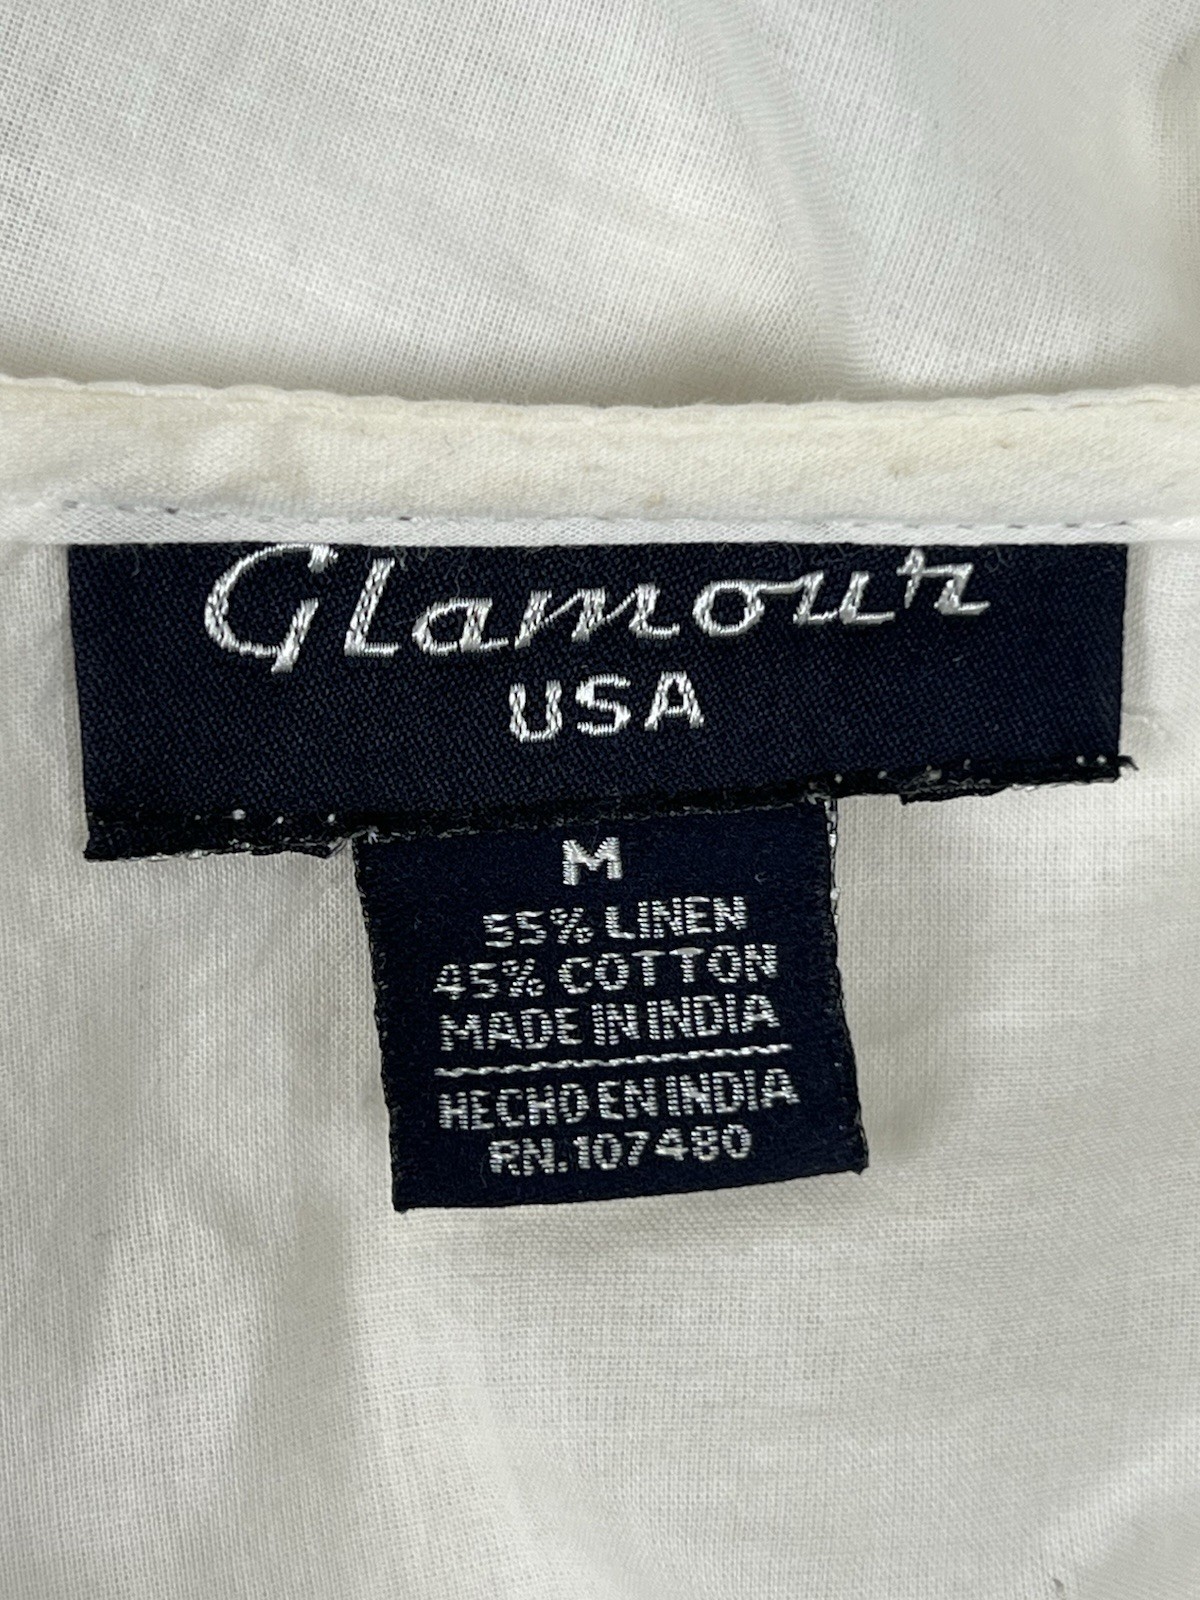 Glamour
USA
M
55% LINEN
45% COTTON
MADE IN INDIA
HECHO EN INDIA
RN.107480